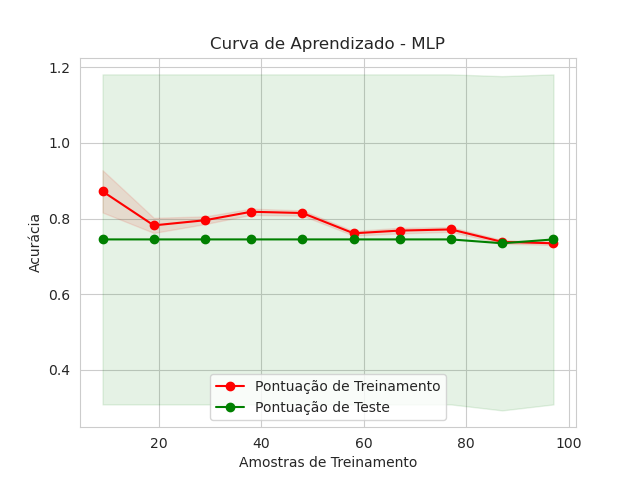 Curva de Aprendizado - MLP
1.2
1.0
0.8
0.6
0.4
Acurácia
Pontuação de Treinamento
Pontuação de Teste
20 40 60 80 100
Amostras de Treinamento